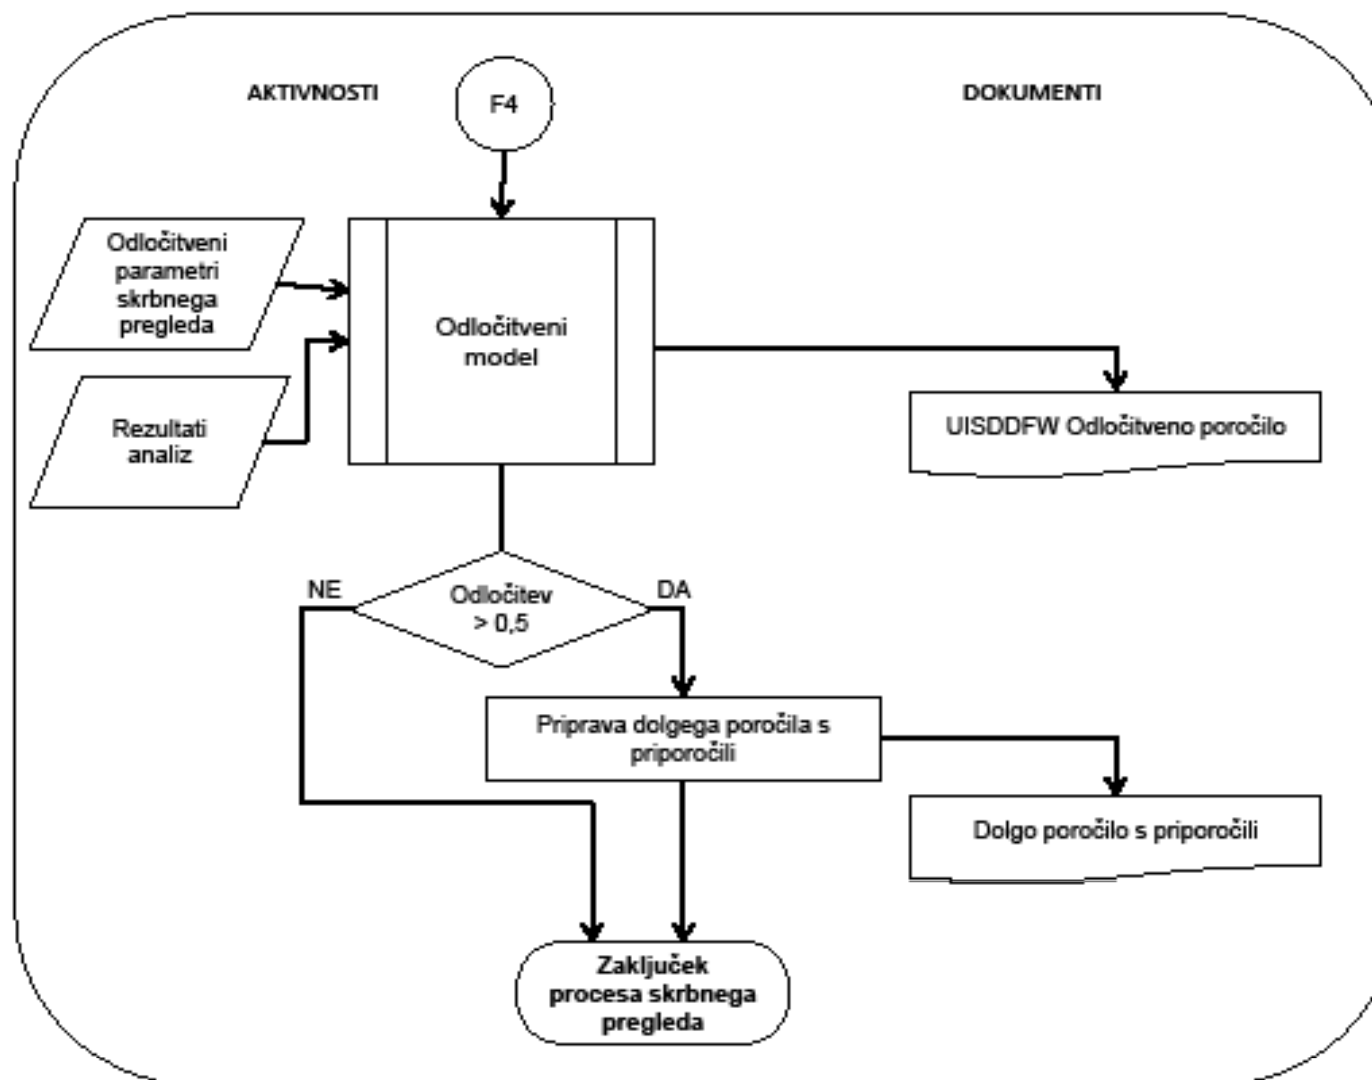 AKTIVNOSTI
F4
DOKUMENTI
Odločitveni
parametri
skrbnega
pregleda
Odločitveni
model
Rezultati
analiz
UISDDFW Odločitveno poročilo
NE
Odločitev
> 0,5
DA
Priprava dolgega poročila s
priporočili
Dolgo poročilo s priporočili
Zaključek
procesa skrbnega
pregleda